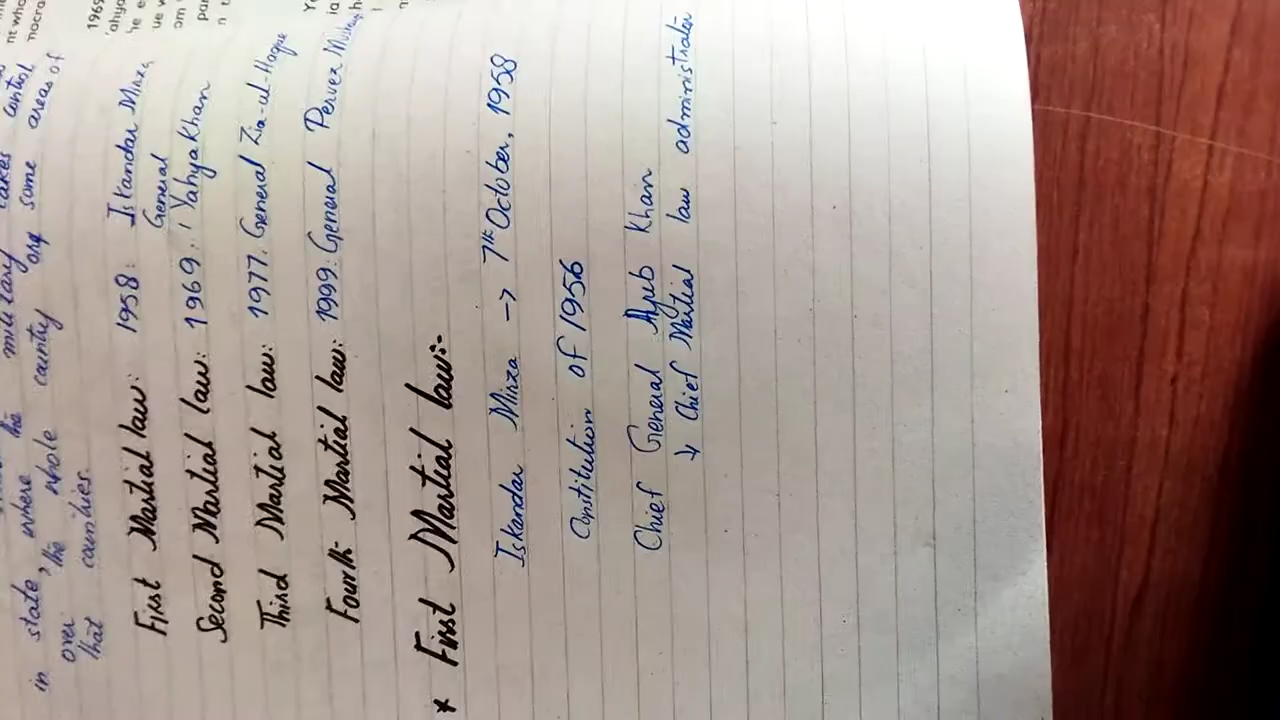 takes control
in state, where the military
over the whole country org some areas of
that countries.
First Martial law: 1958: Iskandar Mirza
Second Martial law: 1969: General Yahya Khan
Third Martial law: 1977: General Zia-ul-Haque
Fourth Martial law: 1999: General Pervez
* First Martial law:-
Iskandar Mirza -> 7th October, 1958
Constitution of 1956
Chief General Ayub Khain
↳ Chief Martial law administrator